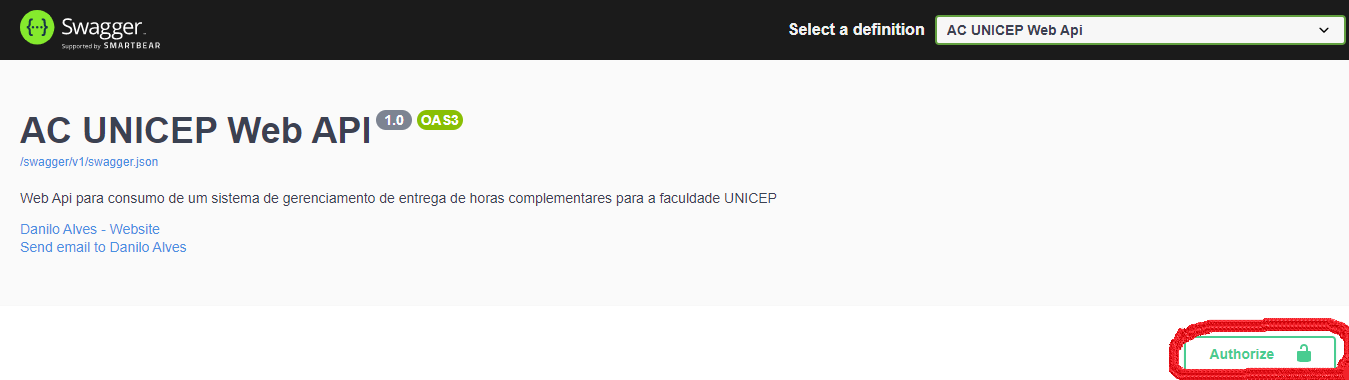 Swagger
Supported by SMARTBEAR
Select a definition
AC UNICEP Web Api
AC UNICEP Web API 1.0 OAS3
/swagger/v1/swagger.json
Web Api para consumo de um sistema de gerenciamento de entrega de horas complementares para a faculdade UNICEP
Danilo Alves - Website
Send email to Danilo Alves
Authorize